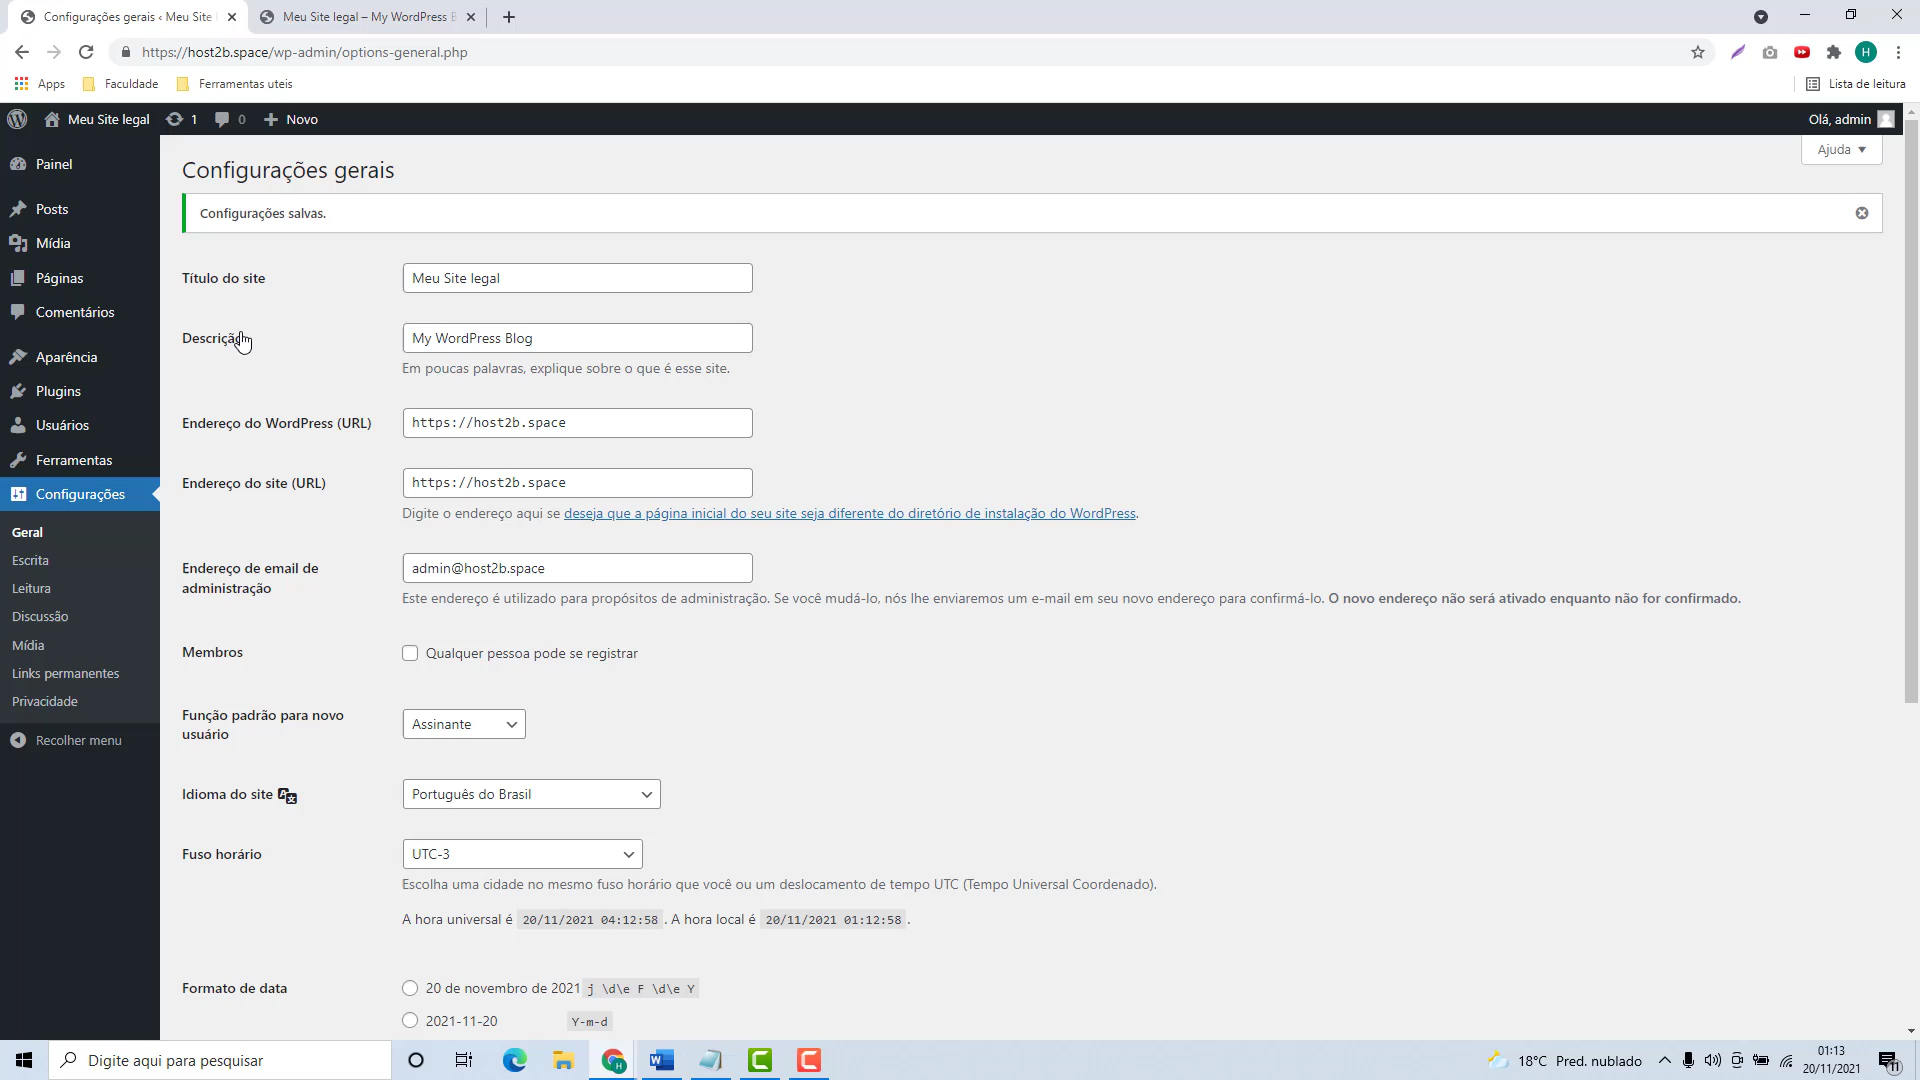 Configurações gerais ‹ Meu Site
Meu Site legal – My WordPress B
https://host2b.space/wp-admin/options-general.php
H
Apps
Faculdade
Ferramentas uteis
Lista de leitura
Meu Site legal
1
0
Novo
Olá, admin
Ajuda
Painel
Posts
Mídia
Páginas
Comentários
Aparência
Plugins
Usuários
Ferramentas
Configurações
Geral
Escrita
Leitura
Discussão
Mídia
Links permanentes
Privacidade
Recolher menu
Configurações gerais
Configurações salvas.
Título do site
Meu Site legal
Descrição
My WordPress Blog
Em poucas palavras, explique sobre o que é esse site.
Endereço do WordPress (URL)
https://host2b.space
Endereço do site (URL)
https://host2b.space
Digite o endereço aqui se deseja que a página inicial do seu site seja diferente do diretório de instalação do WordPress.
Endereço de email de
administração
admin@host2b.space
Este endereço é utilizado para propósitos de administração. Se você mudá-lo, nós lhe enviaremos um e-mail em seu novo endereço para confirmá-lo. O novo endereço não será ativado enquanto não for confirmado.
Membros
Qualquer pessoa pode se registrar
Função padrão para novo
usuário
Assinante
Idioma do site
Português do Brasil
Fuso horário
UTC-3
Escolha uma cidade no mesmo fuso horário que você ou um deslocamento de tempo UTC (Tempo Universal Coordenado).
A hora universal é 20/11/2021 04:12:58 . A hora local é 20/11/2021 01:12:58 .
Formato de data
20 de novembro de 2021 j \d\e F \d\e Y
2021-11-20 Y-m-d
Digite aqui para pesquisar
18°C Pred. nublado
01:13
20/11/2021
11